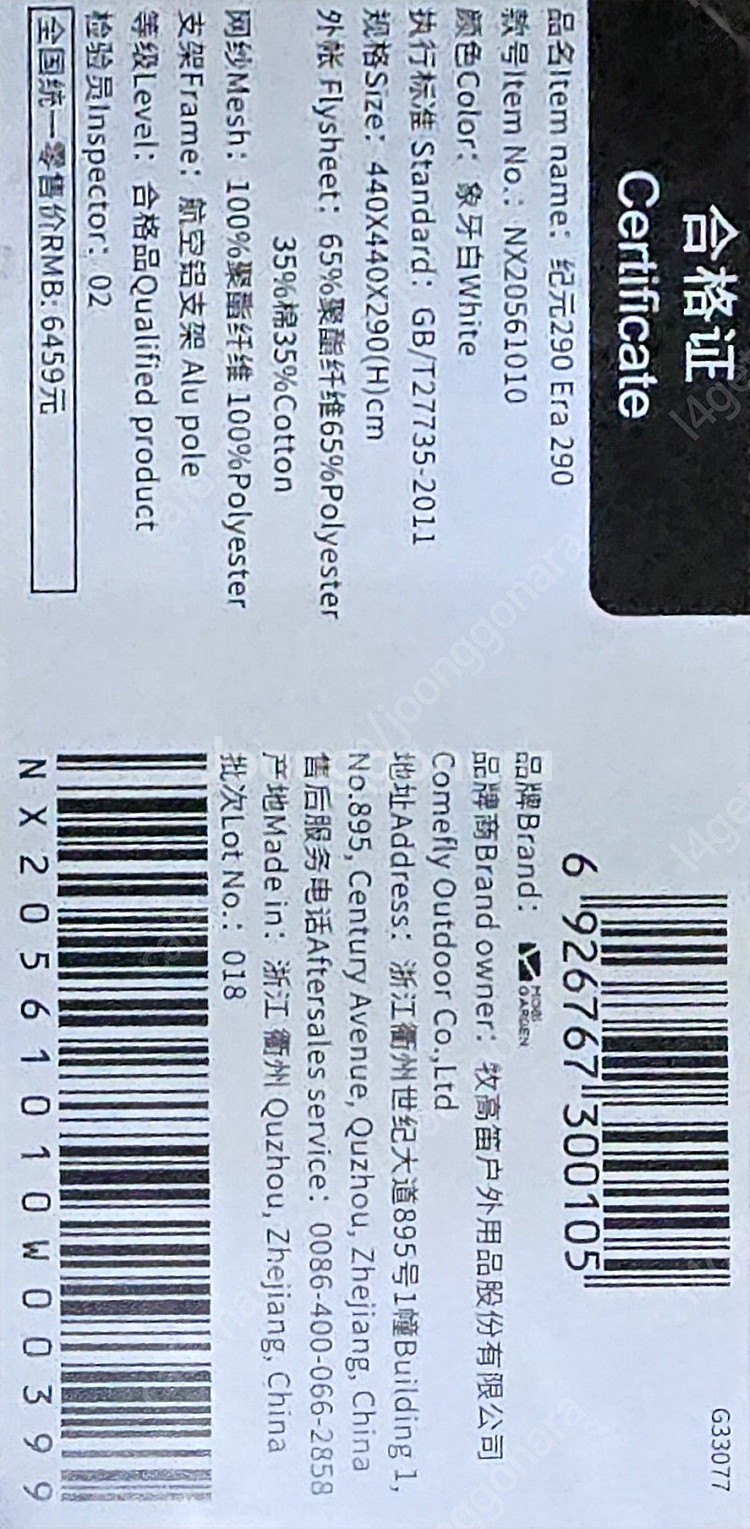 合格证
Certificate
品名Item name：纪元290 Era 290
款号Item No.：NX20561010
颜色Color：象牙白White
执行标准 Standard：GB/T27735-2011
规格Size：440X440X290(H)cm
外帐 Flysheet：65%聚酯纤维65%Polyester
35%棉35%Cotton
网纱Mesh：100%聚酯纤维 100%Polyester
支架Frame：航空铝支架 Alu pole
等级Level：合格品Qualified product
检验员Inspector：02
全国统一零售价RMB: 6459元
G33077
6 926767 300105
品牌Brand：MOBI GARDEN
品牌商Brand owner：牧高笛户外用品股份有限公司
Comefly Outdoor Co.,Ltd
地址Address：浙江衢州世纪大道895号1幢Building 1,
No.895, Century Avenue, Quzhou, Zhejiang, China
售后服务电话Aftersales service：0086-400-066-2858
产地Made in：浙江 衢州 Quzhou, Zhejiang, China
批次Lot No.：018
NX20561010W00399